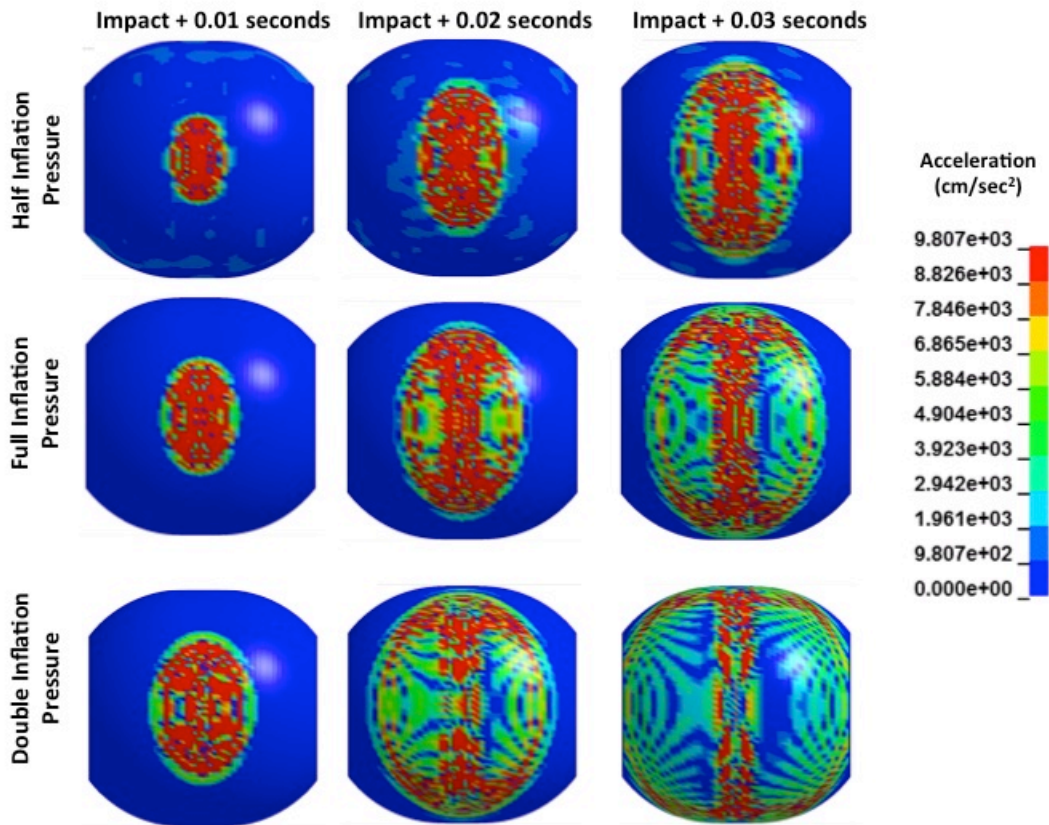 Impact + 0.01 seconds
Impact + 0.02 seconds
Impact + 0.03 seconds
Half Inflation
Pressure
Full Inflation
Pressure
Double Inflation
Pressure
Acceleration
(cm/sec²)
9.807e+03
8.826e+03
7.846e+03
6.865e+03
5.884e+03
4.904e+03
3.923e+03
2.942e+03
1.961e+03
9.807e+02
0.000e+00